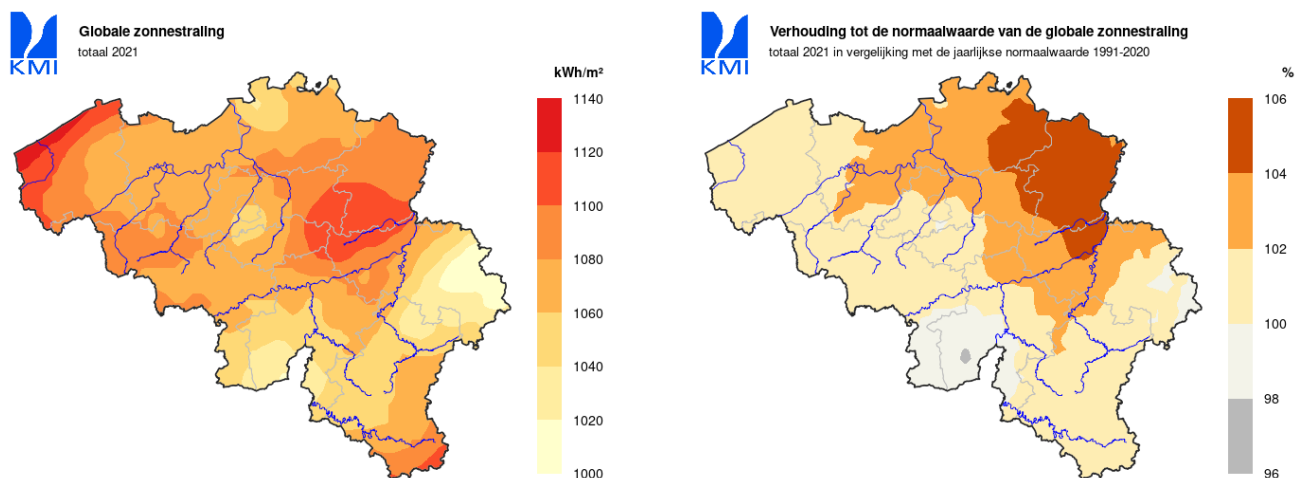 KMI
Globale zonnestraling
totaal 2021
kWh/m²
1140
1120
1100
1080
1060
1040
1020
1000
KMI
Verhouding tot de normaalwaarde van de globale zonnestraling
totaal 2021 in vergelijking met de jaarlijkse normaalwaarde 1991-2020
%
106
104
102
100
98
96